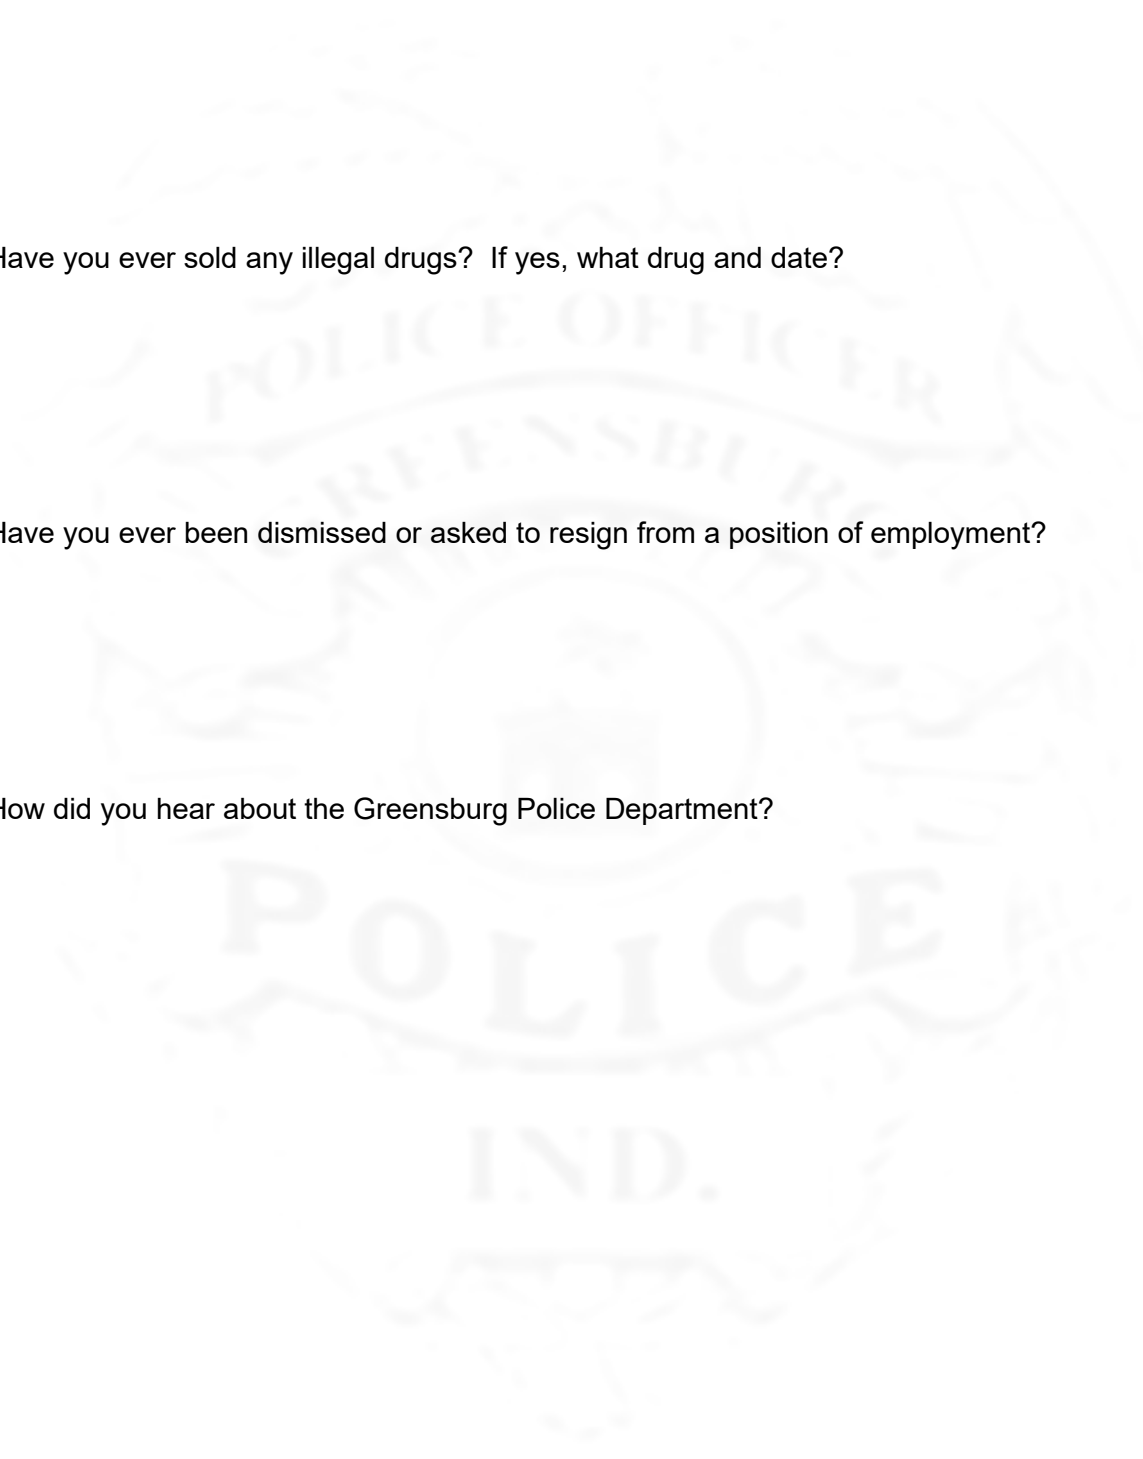 Have you ever sold any illegal drugs?  If yes, what drug and date?
POLICE OFFICER
GREENSBURG
Have you ever been dismissed or asked to resign from a position of employment?
How did you hear about the Greensburg Police Department?
POLICE
IND.